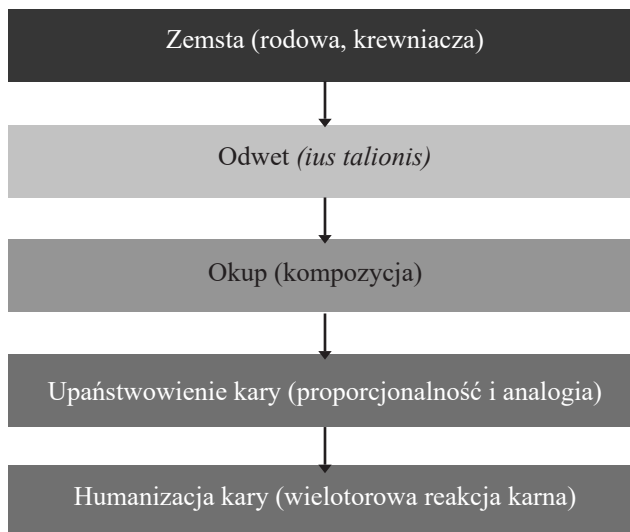 Zemsta (rodowa, krewniacza)
Odwet (ius talionis)
Okup (kompozycja)
Upaństwowienie kary (proporcjonalność i analogia)
Humanizacja kary (wielotorowa reakcja karna)